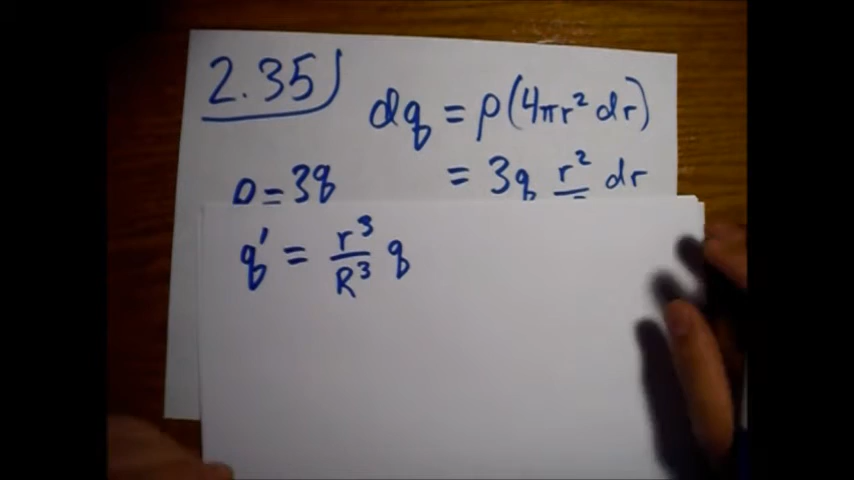 2.35
dq = ρ(4πr² dr)
ρ = 3q
= 3q r² dr
q' = r³/R³ q